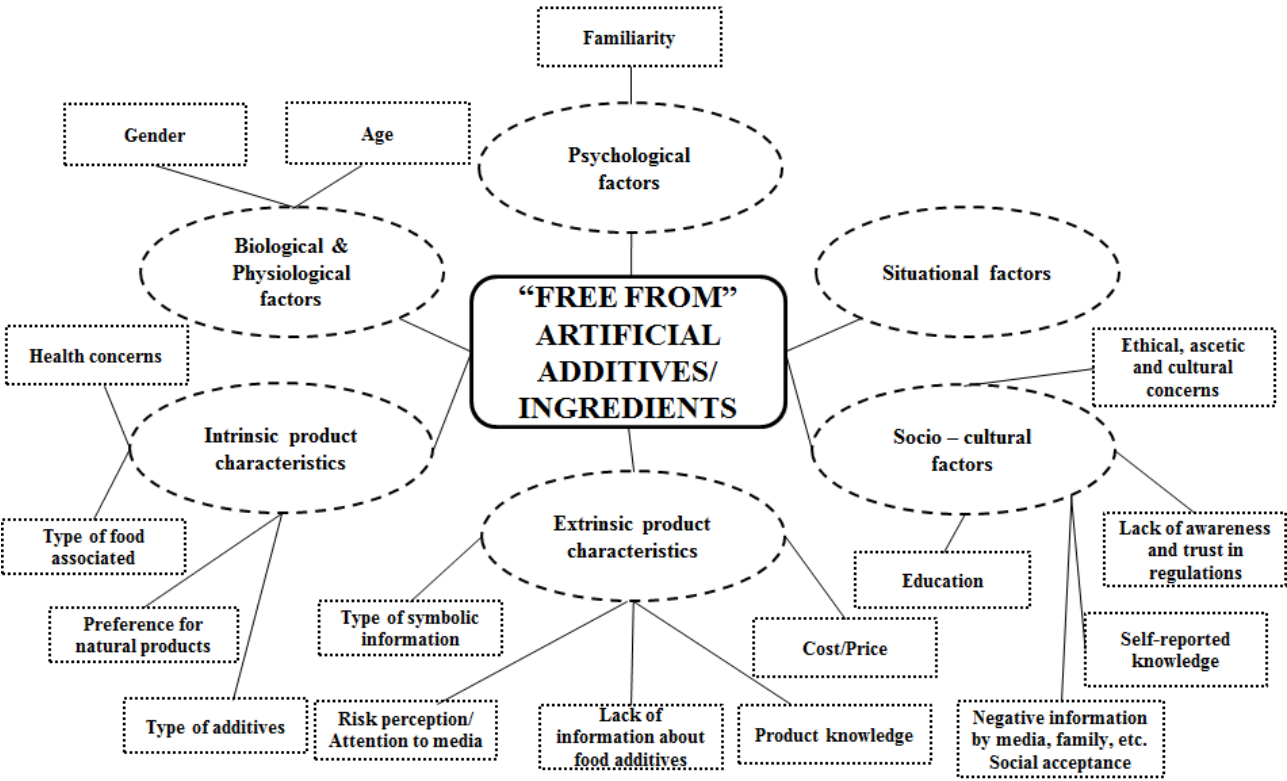 Familiarity
Gender
Age
Psychological
factors
Biological &
Physiological
factors
Situational factors
“FREE FROM”
ARTIFICIAL
ADDITIVES/
INGREDIENTS
Health concerns
Ethical, ascetic
and cultural
concerns
Intrinsic product
characteristics
Socio – cultural
factors
Extrinsic product
characteristics
Type of food
associated
Lack of awareness
and trust in
regulations
Education
Type of symbolic
information
Preference for
natural products
Cost/Price
Self-reported
knowledge
Type of additives
Risk perception/
Attention to media
Lack of
information about
food additives
Product knowledge
Negative information
by media, family, etc.
Social acceptance